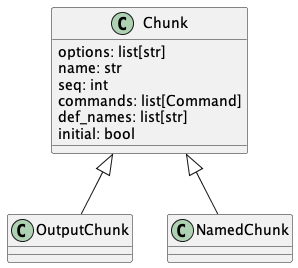 C Chunk
options: list[str]
name: str
seq: int
commands: list[Command]
def_names: list[str]
initial: bool
C OutputChunk
C NamedChunk